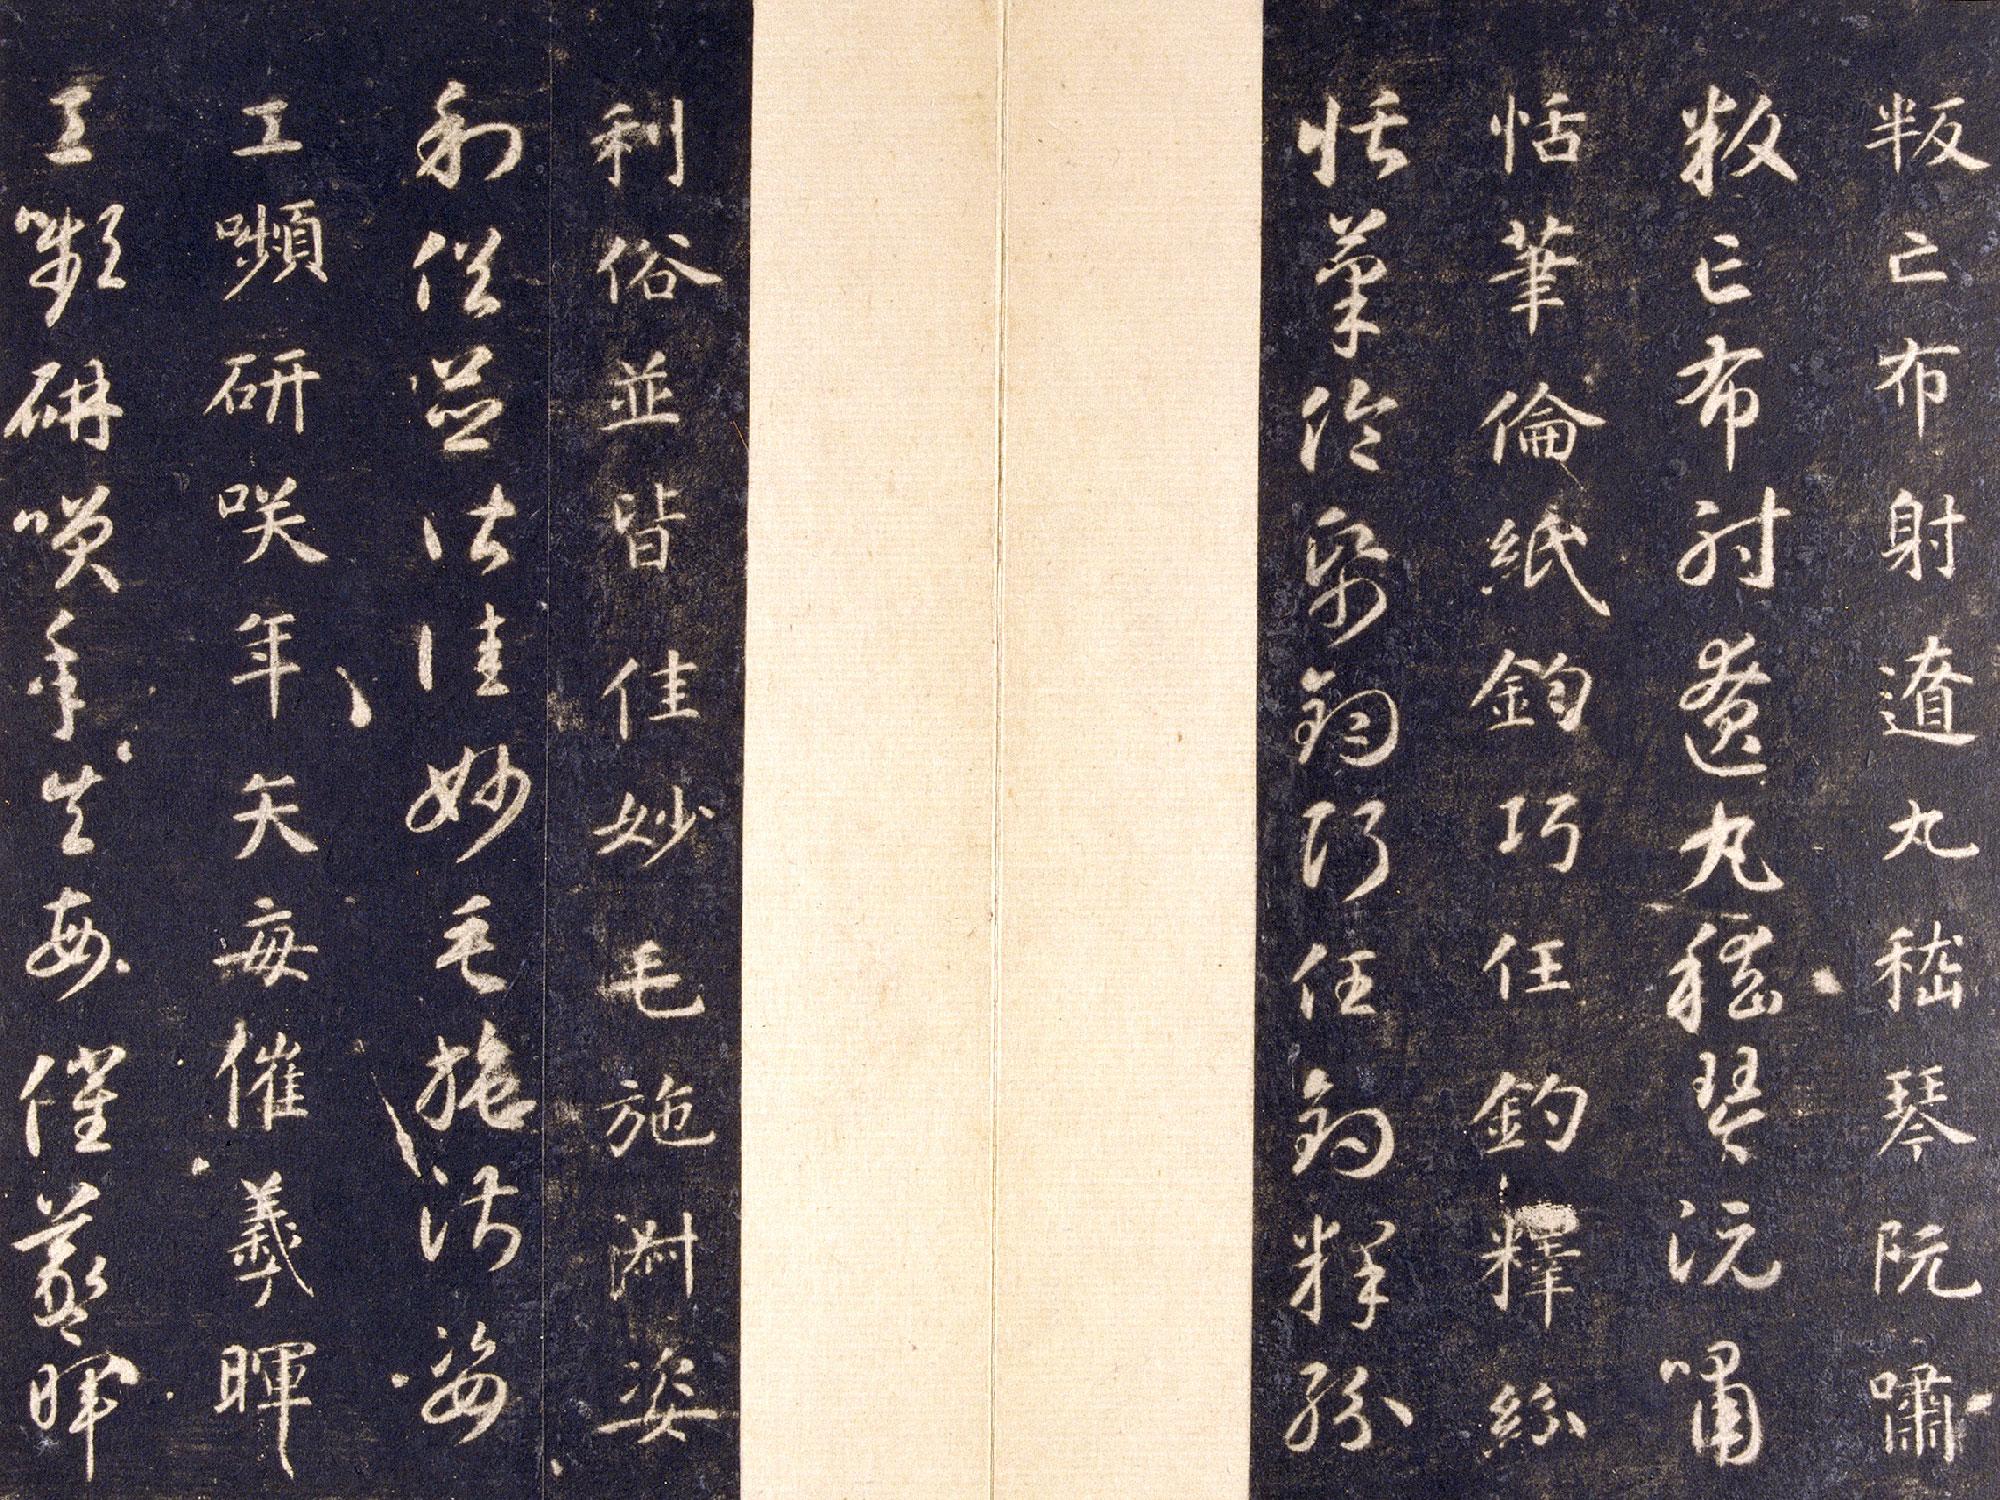 叛亡布射遼丸嵇琴阮嘯
叛亡布射遼丸嵇琴阮嘯
恬筆倫紙鈞巧任釣釋紛
恬筆倫紙鈞巧任釣釋紛
利俗並皆佳妙毛施淑姿
利俗並皆佳妙毛施淑姿
工嚬研咲年矢每催羲暉
工嚬研咲年矢每催羲暉